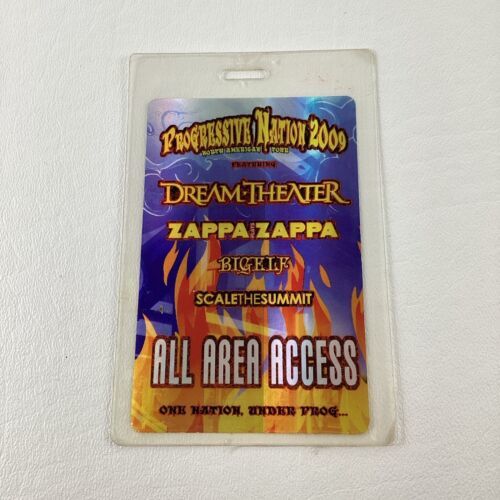 PROGRESSIVE NATION 2009
NORTH AMERICAN TOUR
FEATURING
DREAM THEATER
ZAPPA PLAYS ZAPPA
BIGELF
SCALETHESUMMIT
ALL AREA ACCESS
ONE NATION, UNDER PROG...